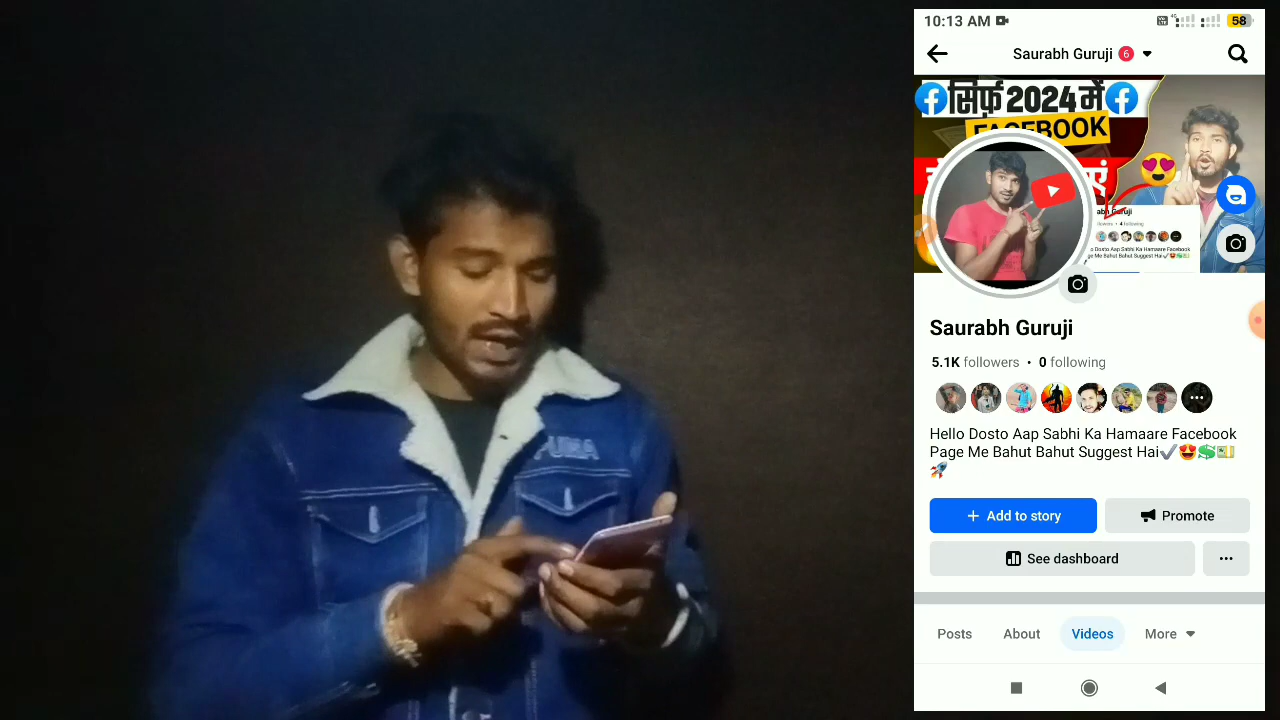 10:13 AM
58
Saurabh Guruji 6
सिर्फ 2024 में
FACEBOOK
Saurabh Guruji
5.1K followers • 0 following
Hello Dosto Aap Sabhi Ka Hamaare Facebook
Page Me Bahut Bahut Suggest Hai✔️😍💲💵
🚀
+ Add to story
Promote
See dashboard
Posts
About
Videos
More
PUMA